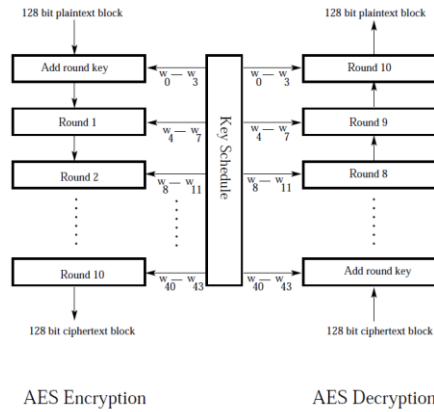 128 bit plaintext block
128 bit plaintext block
Add round key
w0 — w3
w0 — w3
Round 10
Round 1
w4 — w7
w4 — w7
Round 9
Key Schedule
Round 2
w8 — w11
w8 — w11
Round 8
Round 10
w40 — w43
w40 — w43
Add round key
128 bit ciphertext block
128 bit ciphertext block
AES Encryption
AES Decryption